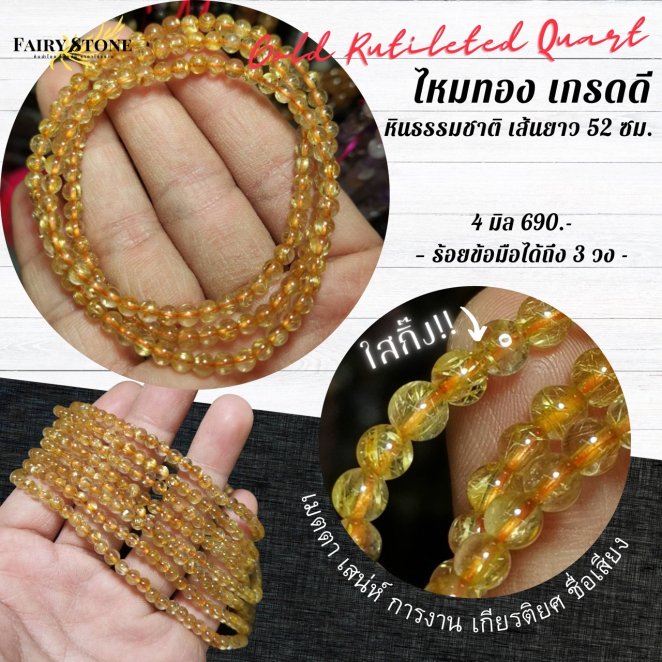 FAIRY STONE
Gold Rutileted Quart
ไหมทอง เกรดดี
หินธรรมชาติ เส้นยาว 52 ซม.
4 มิล 690.-
- ร้อยข้อมือได้ถึง 3 วง -
ใสกิ๊ง!!
เมตตา เสน่ห์ การงาน เกียรติยศ ชื่อเสียง